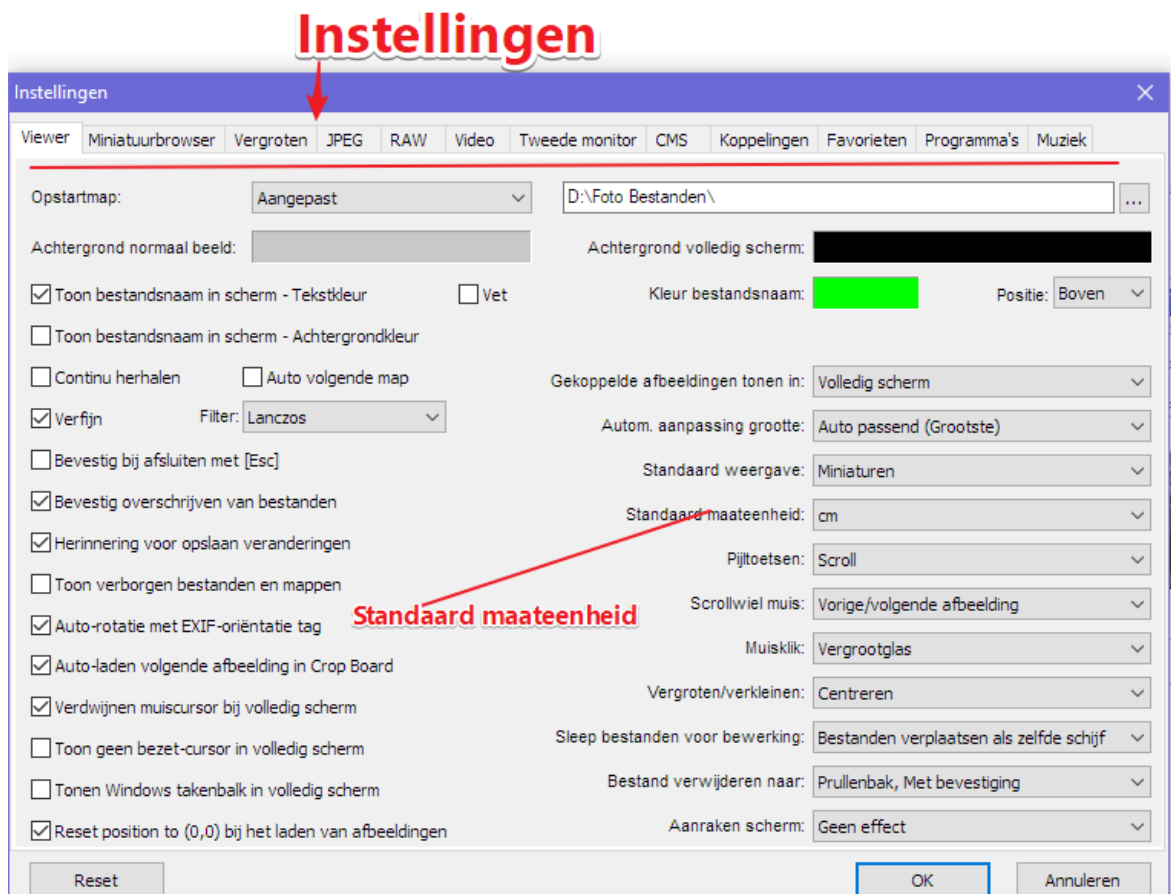 Instellingen
Instellingen
Viewer Miniatuurbrowser Vergroten JPEG RAW Video Tweede monitor CMS Koppelingen Favorieten Programma's Muziek
Opstartmap: Aangepast D:\Foto Bestanden\ ...
Achtergrond normaal beeld: Achtergrond volledig scherm:
Toon bestandsnaam in scherm - Tekstkleur Vet Kleur bestandsnaam: Positie: Boven
Toon bestandsnaam in scherm - Achtergrondkleur
Continu herhalen Auto volgende map Gekoppelde afbeeldingen tonen in: Volledig scherm
Verfijn Filter: Lanczos Autom. aanpassing grootte: Auto passend (Grootste)
Bevestig bij afsluiten met [Esc] Standaard weergave: Miniaturen
Bevestig overschrijven van bestanden Standaard maateenheid: cm
Herinnering voor opslaan veranderingen Pijltoetsen: Scroll
Toon verborgen bestanden en mappen Scrollwiel muis: Vorige/volgende afbeelding
Standaard maateenheid
Auto-rotatie met EXIF-oriëntatie tag Muisklik: Vergrootglas
Auto-laden volgende afbeelding in Crop Board Vergroten/verkleinen: Centreren
Verdwijnen muiscursor bij volledig scherm Sleep bestanden voor bewerking: Bestanden verplaatsen als zelfde schijf
Toon geen bezet-cursor in volledig scherm Bestand verwijderen naar: Prullenbak, Met bevestiging
Tonen Windows takenbalk in volledig scherm Aanraken scherm: Geen effect
Reset position to (0,0) bij het laden van afbeeldingen
Reset OK Annuleren